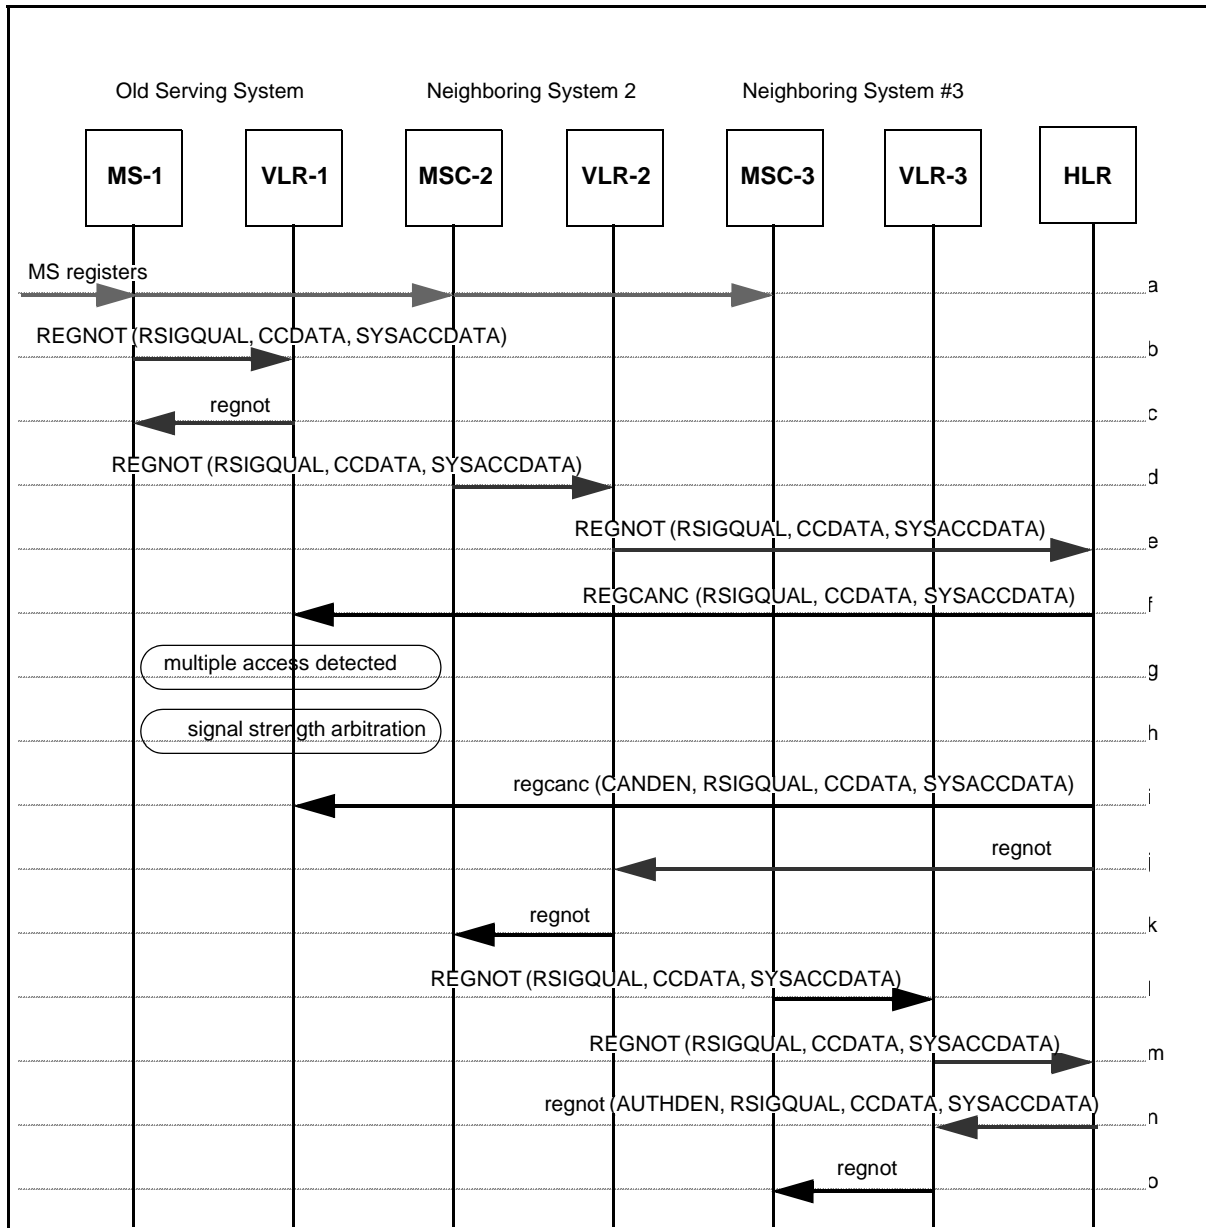 Old Serving System Neighboring System 2 Neighboring System #3
MS-1 VLR-1 MSC-2 VLR-2 MSC-3 VLR-3 HLR
MS registers
a
REGNOT (RSIGQUAL, CCDATA, SYSACCDATA)
b
regnot
c
REGNOT (RSIGQUAL, CCDATA, SYSACCDATA)
d
REGNOT (RSIGQUAL, CCDATA, SYSACCDATA)
e
REGCANC (RSIGQUAL, CCDATA, SYSACCDATA)
f
multiple access detected
g
signal strength arbitration
h
regcanc (CANDEN, RSIGQUAL, CCDATA, SYSACCDATA)
i
regnot
j
regnot
k
REGNOT (RSIGQUAL, CCDATA, SYSACCDATA)
l
REGNOT (RSIGQUAL, CCDATA, SYSACCDATA)
m
regnot (AUTHDEN, RSIGQUAL, CCDATA, SYSACCDATA)
n
regnot
o